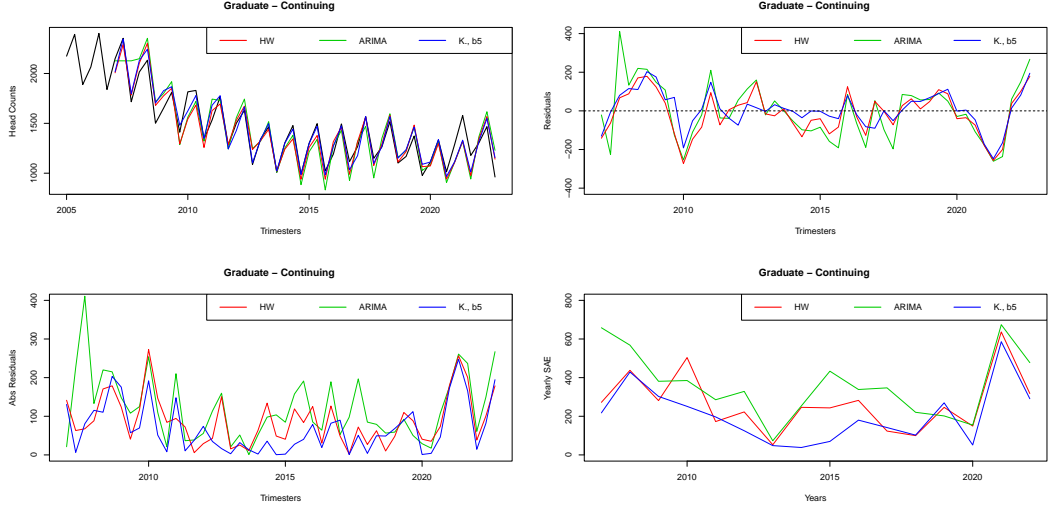 Graduate – Continuing
HW ARIMA K., b5
Head Counts
2000
1500
1000
2005 2010 2015 2020
Trimesters
Graduate – Continuing
HW ARIMA K., b5
Residuals
400
200
0
−200
−400
2010 2015 2020
Trimesters
Graduate – Continuing
HW ARIMA K., b5
Abs Residuals
400
300
200
100
0
2010 2015 2020
Trimesters
Graduate – Continuing
HW ARIMA K., b5
Yearly SAE
800
600
400
200
0
2010 2015 2020
Years